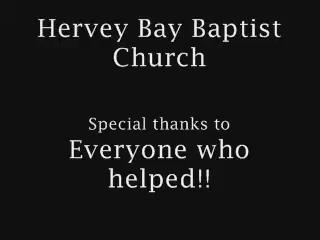 Hervey Bay Baptist
Church
Special thanks to
Everyone who
helped!!